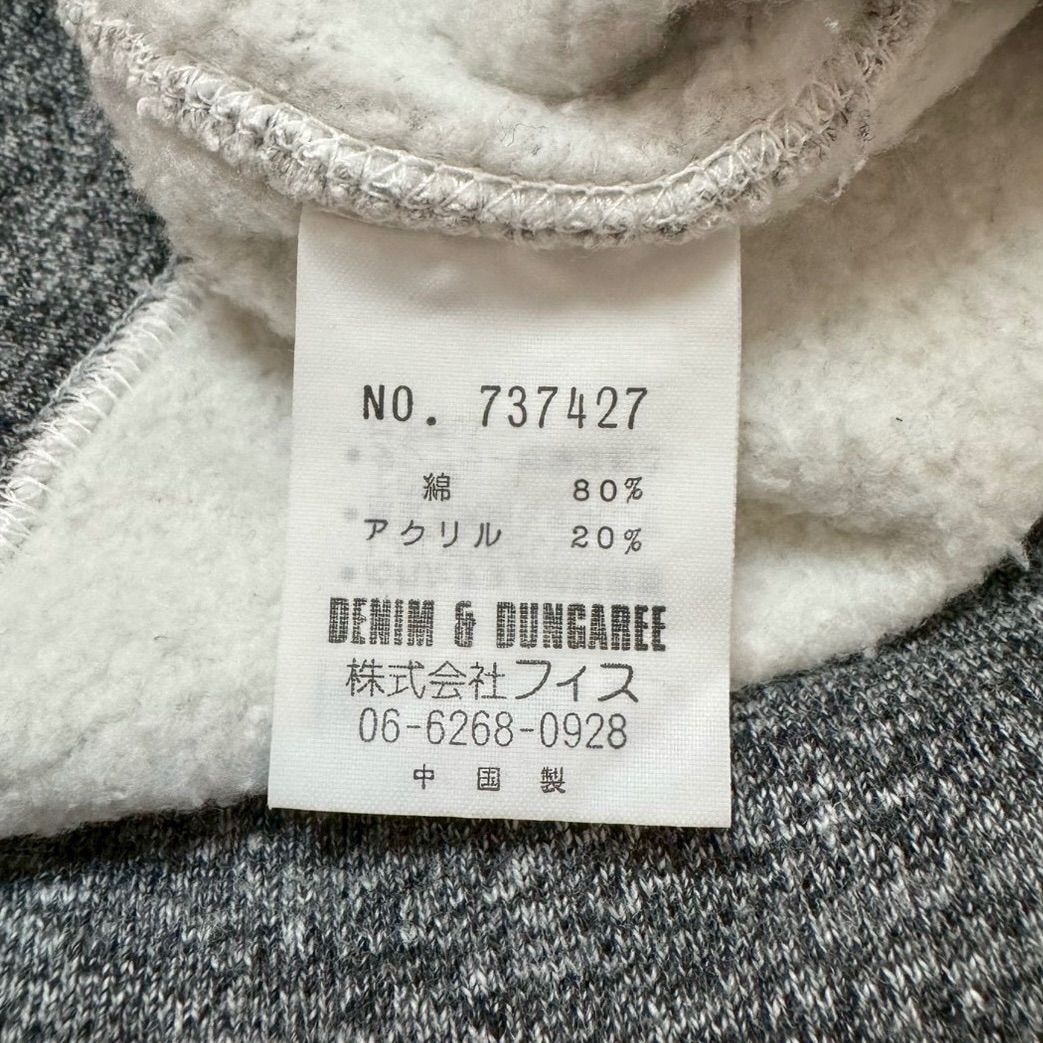 NO. 737427
綿 80%
アクリル 20%
DENIM & DUNGAREE
株式会社フィス
06-6268-0928
中国製